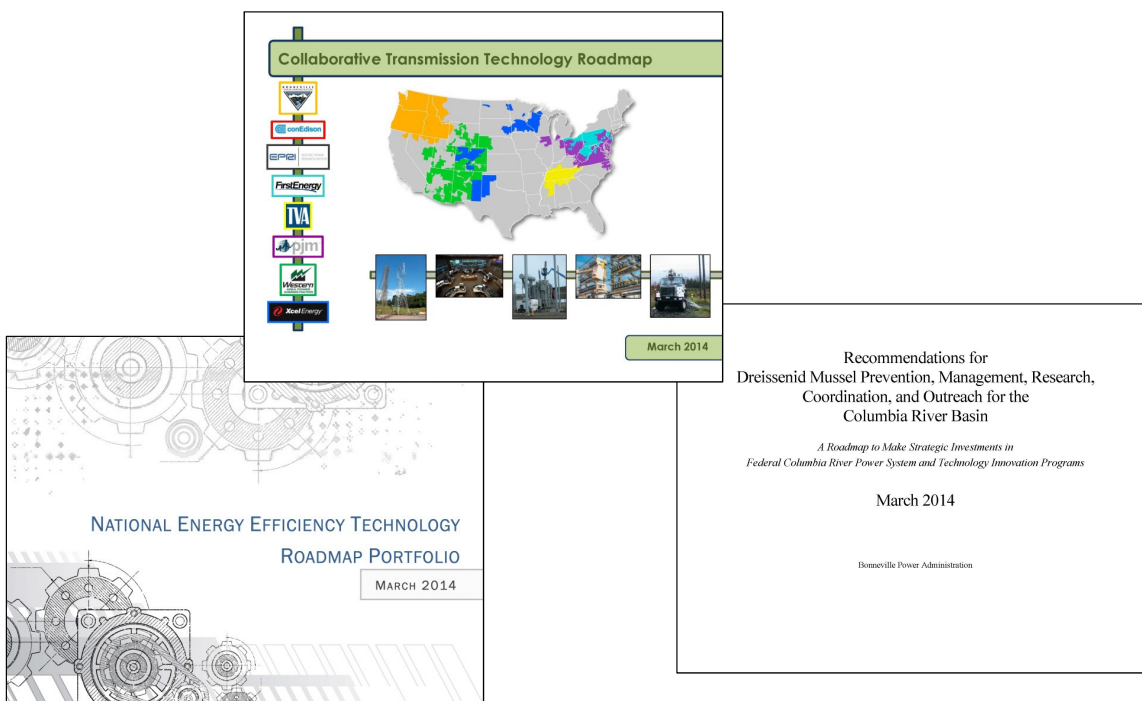 Collaborative Transmission Technology Roadmap
BONNEVILLE
conEdison
EPRI
FirstEnergy
TVA
pjm
Western
Xcel Energy
March 2014
NATIONAL ENERGY EFFICIENCY TECHNOLOGY
ROADMAP PORTFOLIO
MARCH 2014
Recommendations for
Dreissenid Mussel Prevention, Management, Research,
Coordination, and Outreach for the
Columbia River Basin
A Roadmap to Make Strategic Investments in
Federal Columbia River Power System and Technology Innovation Programs
March 2014
Bonneville Power Administration